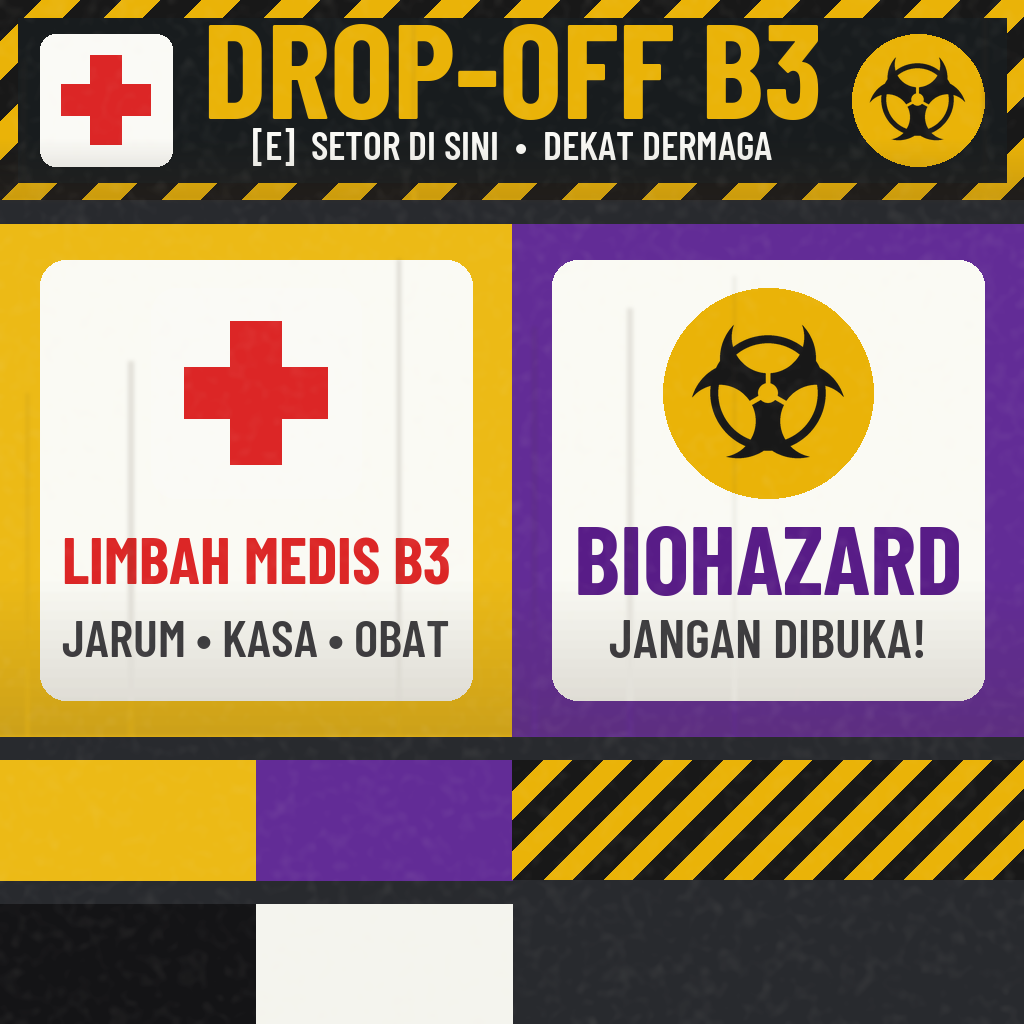 DROP-OFF B3
[E] SETOR DI SINI • DEKAT DERMAGA
LIMBAH MEDIS B3
JARUM • KASA • OBAT
BIOHAZARD
JANGAN DIBUKA!